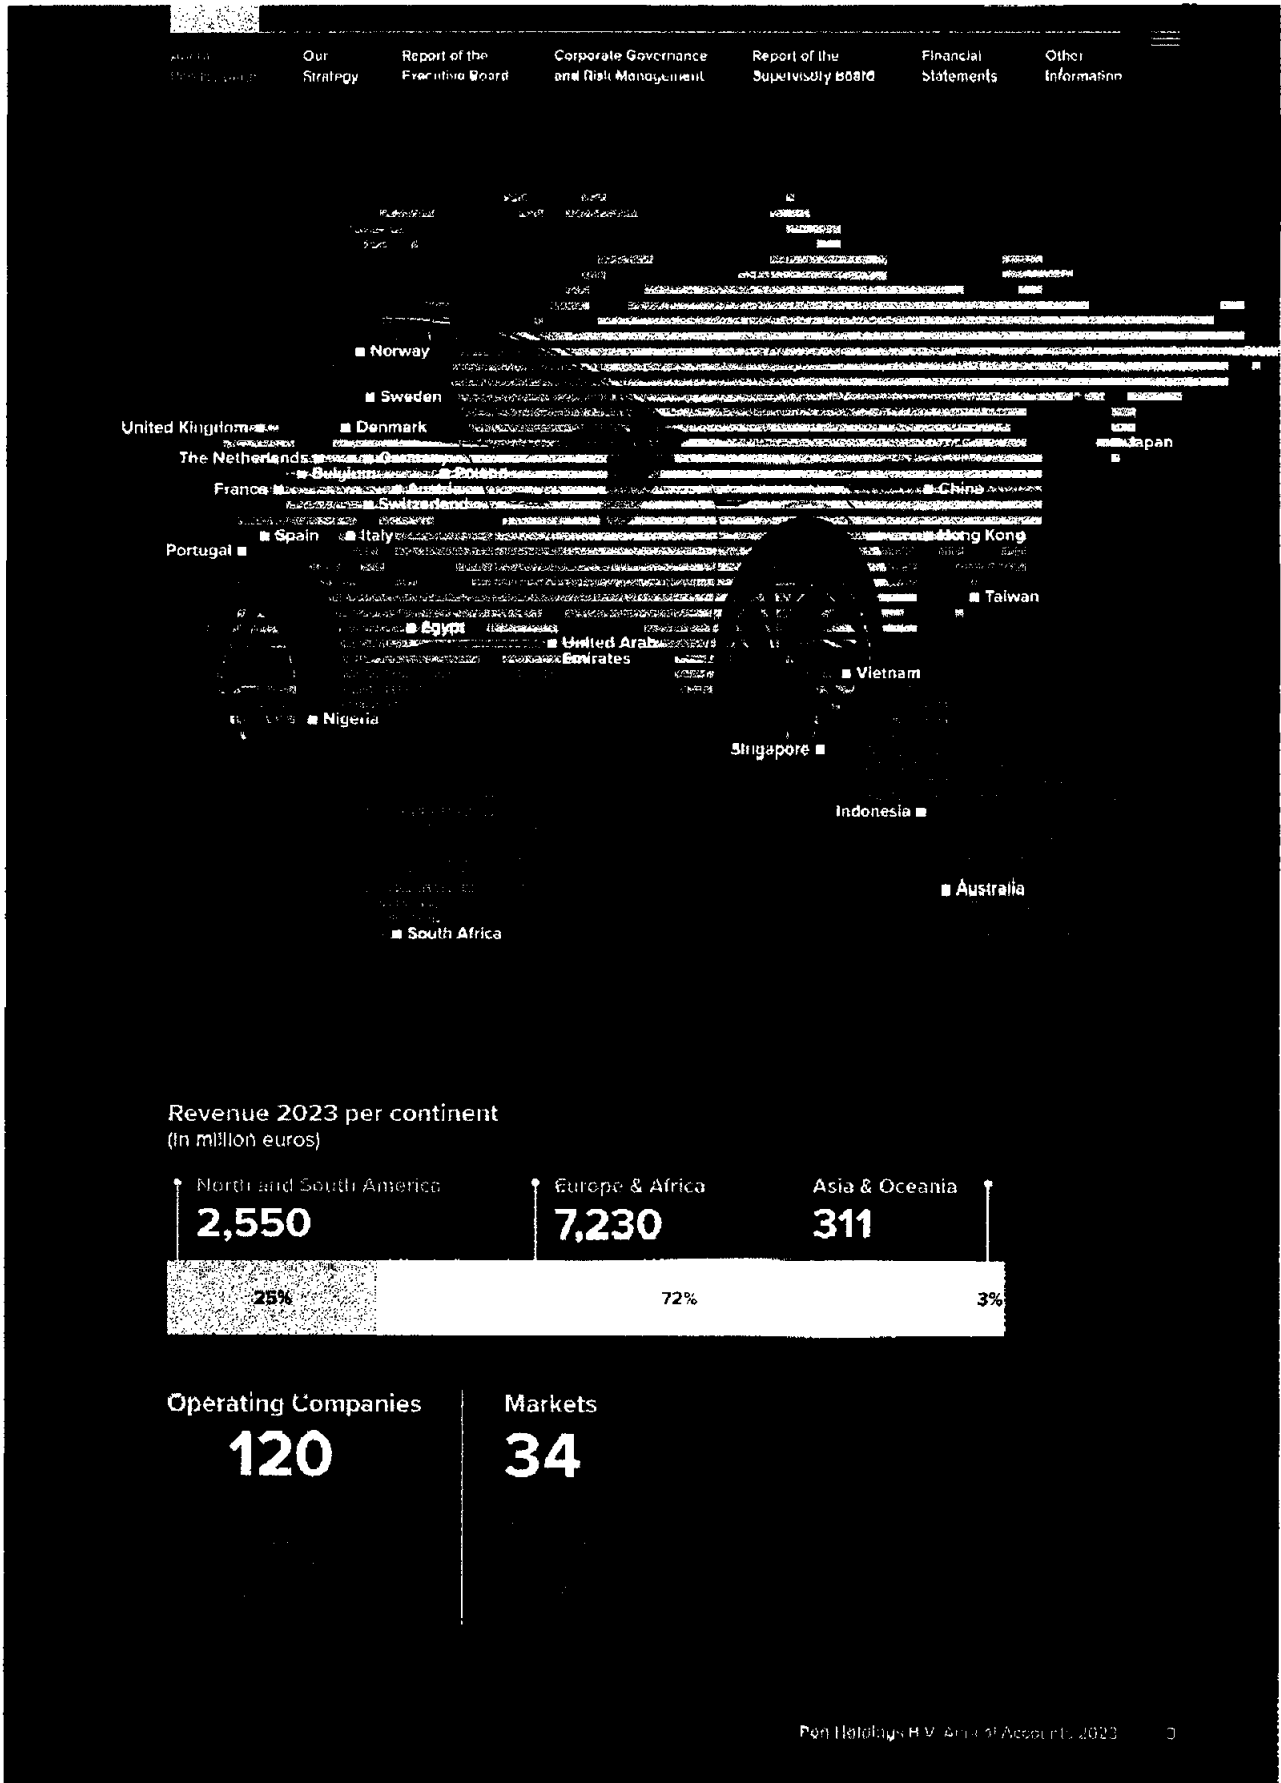 Our
Strategy
Report of the
Executive Board
Corporate Governance
and Risk Management
Report of the
Supervisory Board
Financial
Statements
Other
Information
Norway
Sweden
United Kingdom
Denmark
Japan
The Netherlands
Germany
Belgium
Poland
France
China
Switzerland
Spain
Italy
Hong Kong
Portugal
Taiwan
Egypt
United Arab
Emirates
Vietnam
Nigeria
Singapore
Indonesia
Australia
South Africa
Revenue 2023 per continent
(in million euros)
North and South America
Europe & Africa
Asia & Oceania
2,550
7,230
311
25%
72%
3%
Operating Companies
Markets
120
34
Pon Holdings B.V. Annual Accounts 2023